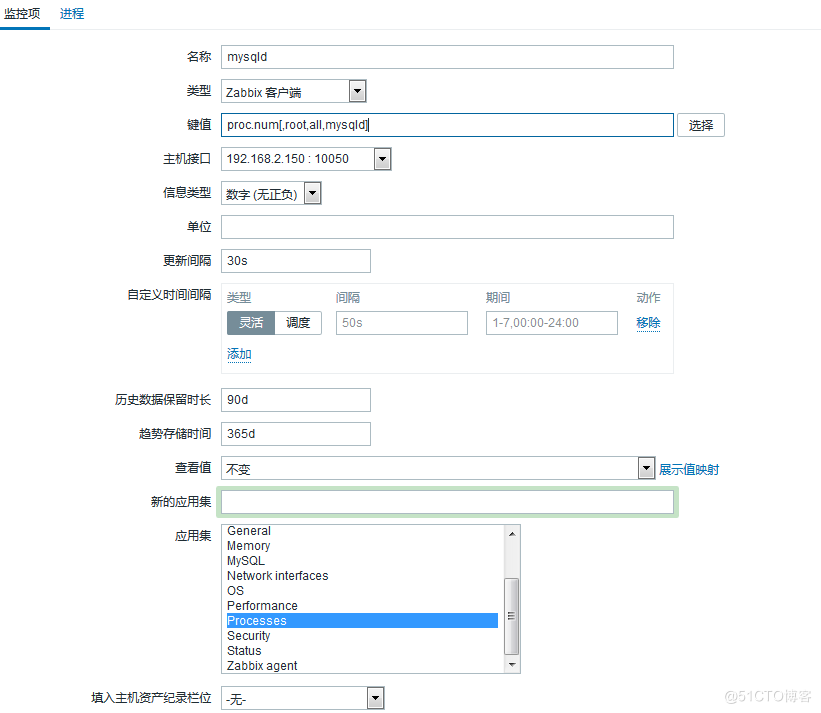 监控项 进程
名称 mysqld
类型 Zabbix 客户端
键值 proc.num[,root,all,mysqld] 选择
主机接口 192.168.2.150 : 10050
信息类型 数字 (无正负)
单位
更新间隔 30s
自定义时间间隔 类型 间隔 期间 动作
灵活 调度 50s 1-7,00:00-24:00 移除
添加
历史数据保留时长 90d
趋势存储时间 365d
查看值 不变 展示值映射
新的应用集
应用集 General
Memory
MySQL
Network interfaces
OS
Performance
Processes
Security
Status
Zabbix agent
填入主机资产纪录栏位 -无-
@51CTO博客